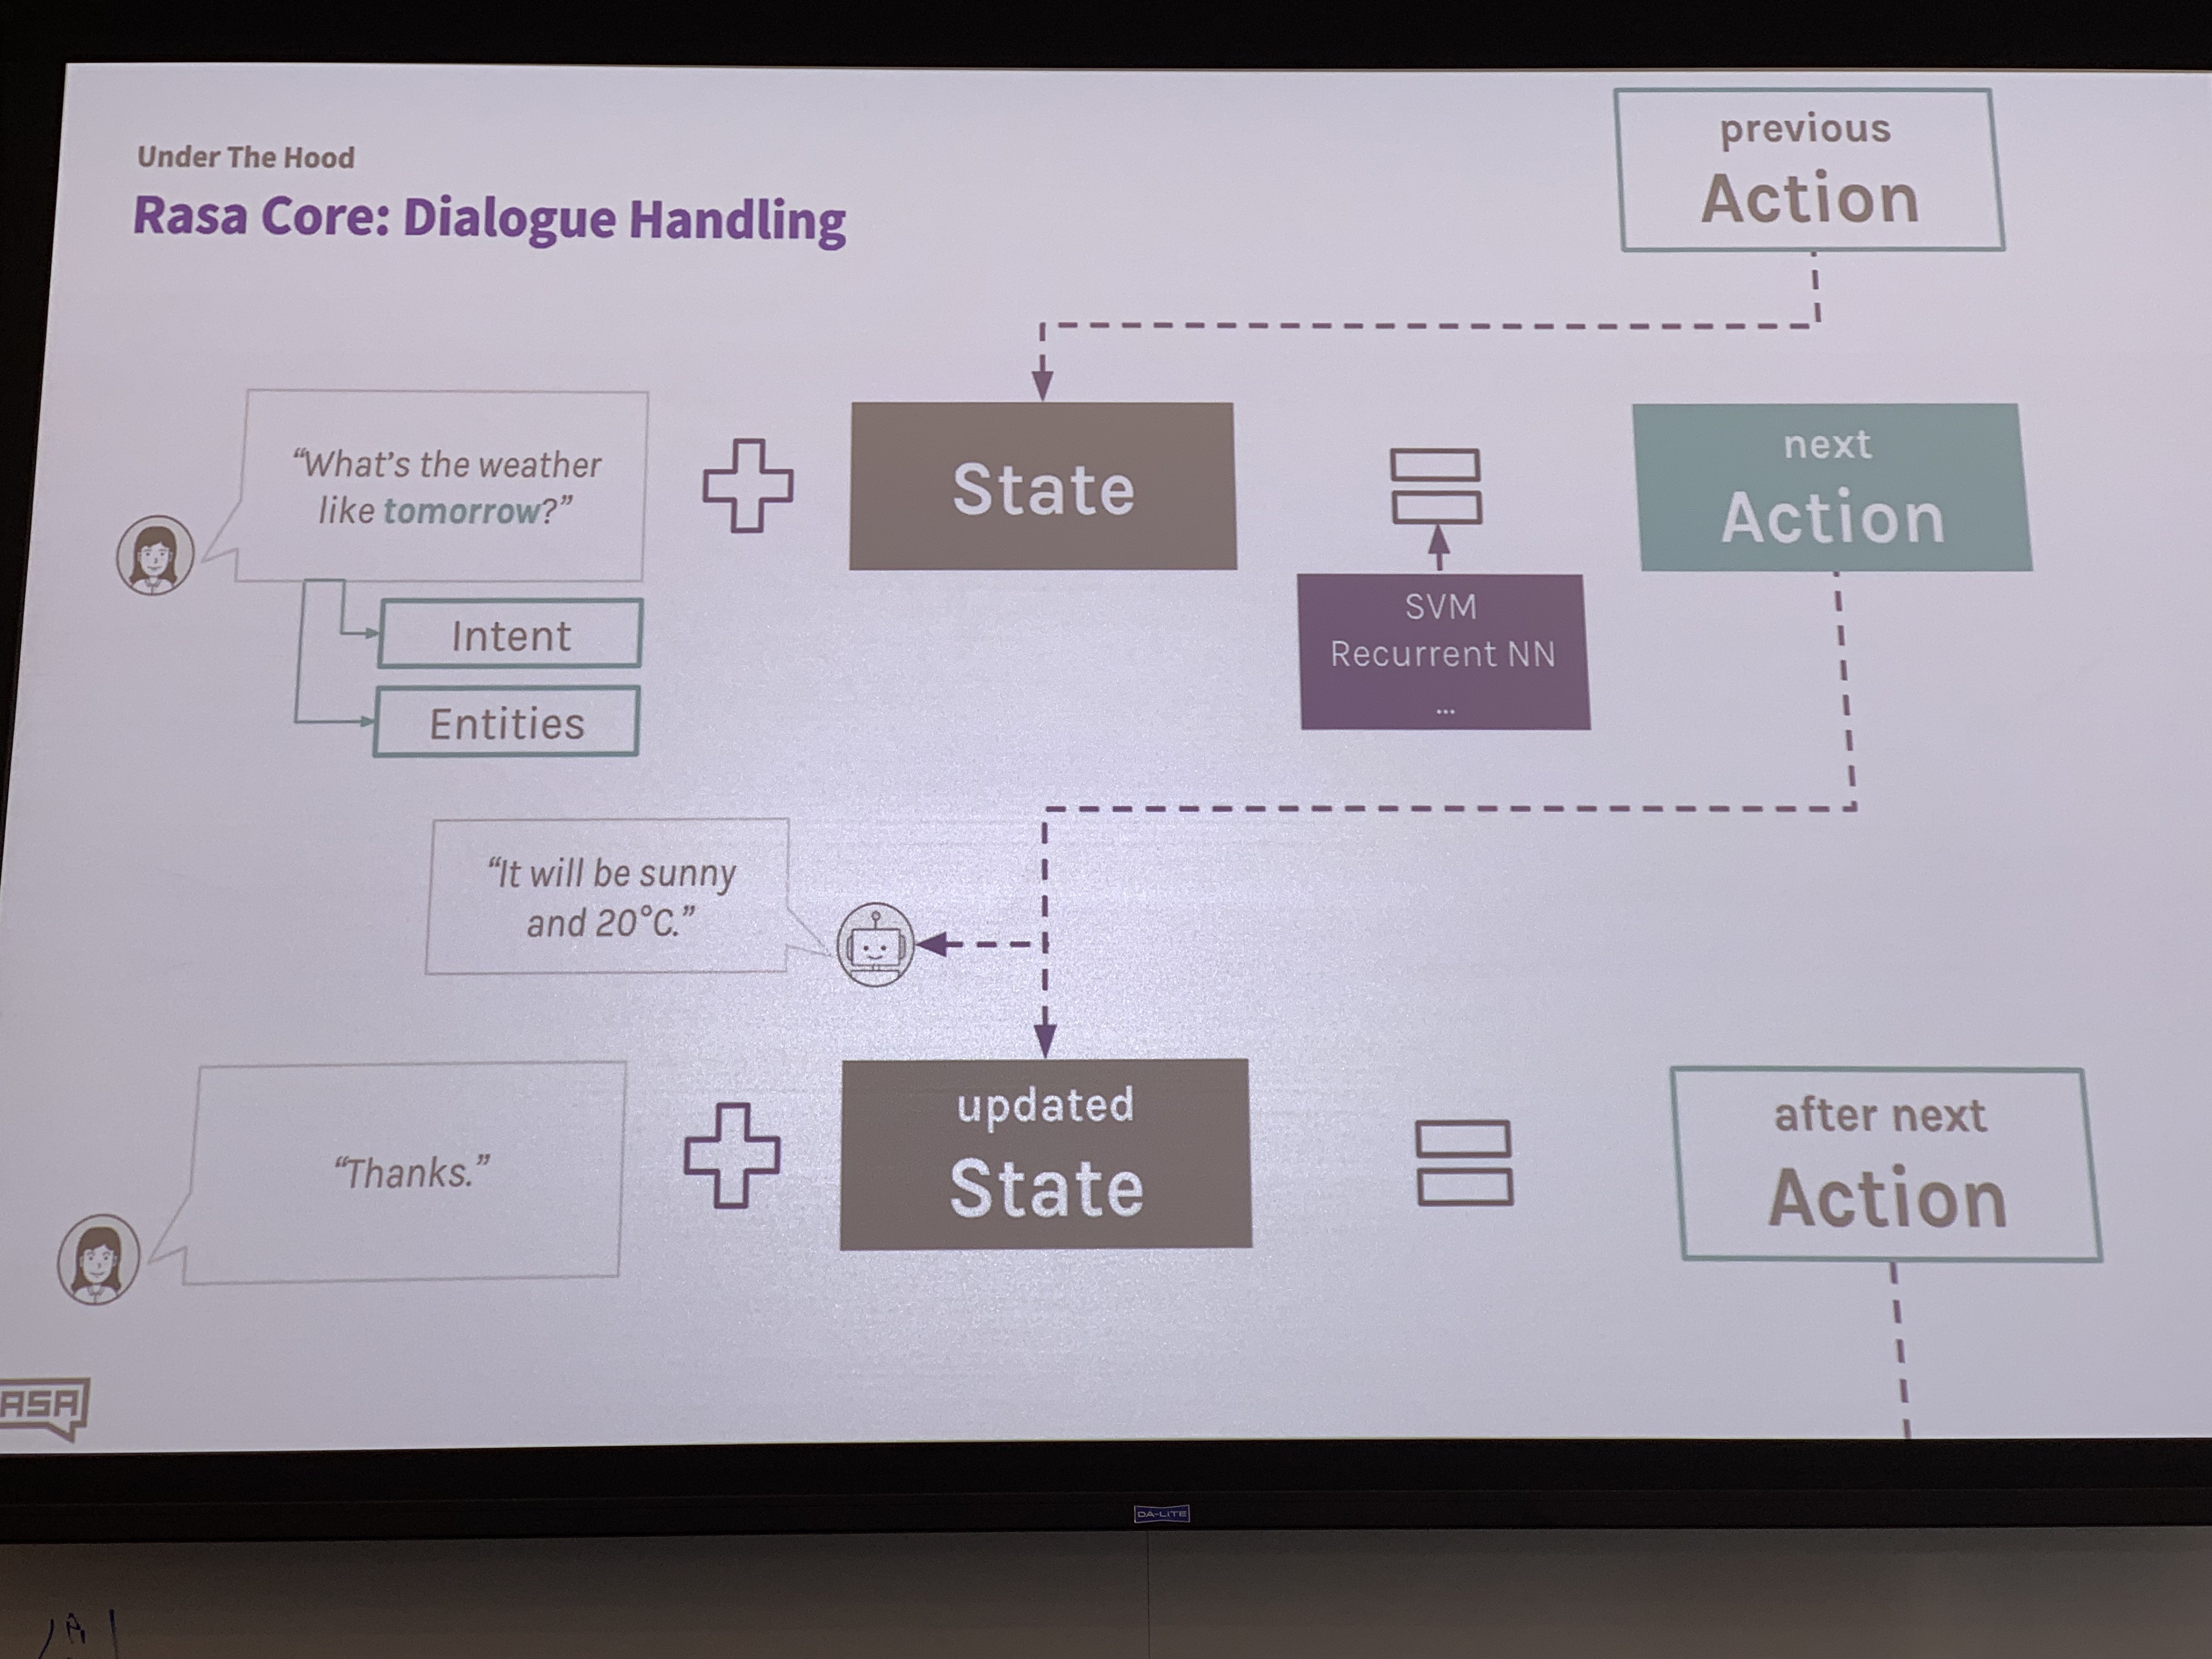 Under The Hood
Rasa Core: Dialogue Handling
previous
Action
“What’s the weather
like tomorrow?”
State
next
Action
Intent
Entities
SVM
Recurrent NN
...
“It will be sunny
and 20°C.”
“Thanks.”
updated
State
after next
Action
ASA
DA-LITE